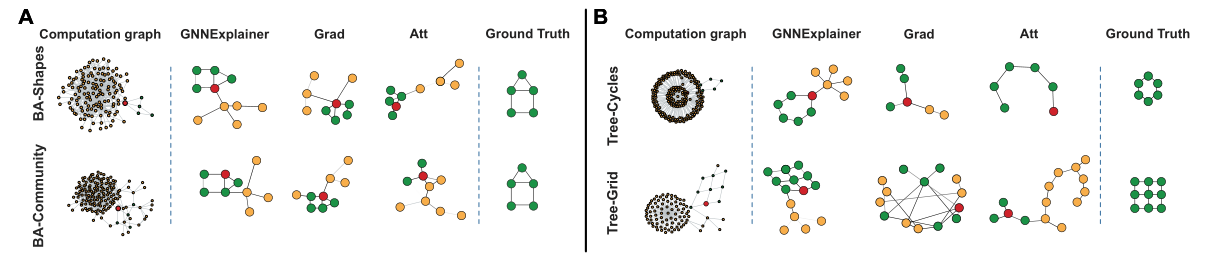 A
Computation graph GNNExplainer Grad Att Ground Truth
BA-Shapes
BA-Community
B
Computation graph GNNExplainer Grad Att Ground Truth
Tree-Cycles
Tree-Grid